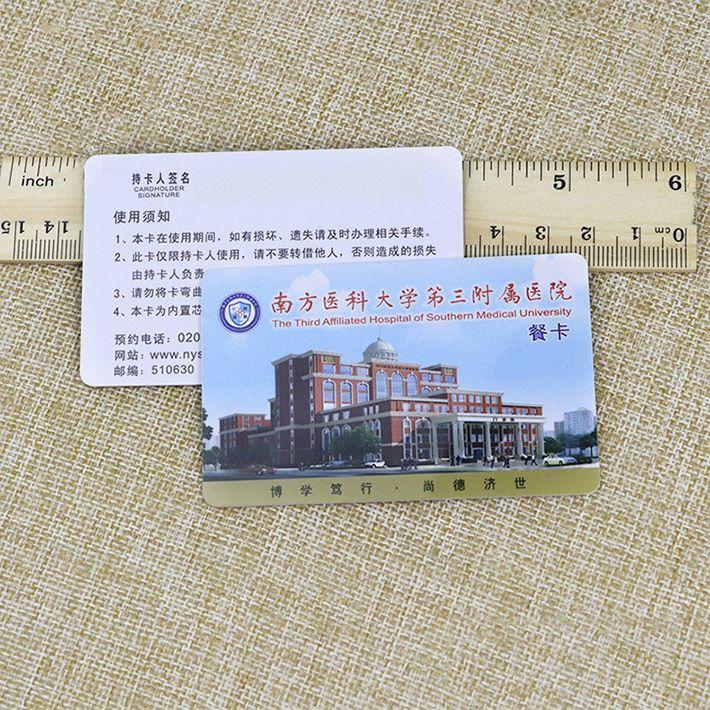 inch
5
6
15
14
4
3
2
1
0
cm
持卡人签名
CARDHOLDER
SIGNATURE
使用须知
1、本卡在使用期间，如有损坏、遗失请及时办理相关手续。
2、此卡仅限持卡人使用，请不要转借他人，否则造成的损失
由持卡人负责
3、请勿将卡弯曲
4、本卡为内置芯
预约电话：020
网站：www.nys
邮编：510630
南方医科大学第三附属医院
The Third Affiliated Hospital of Southern Medical University
餐卡
博学笃行·尚德济世